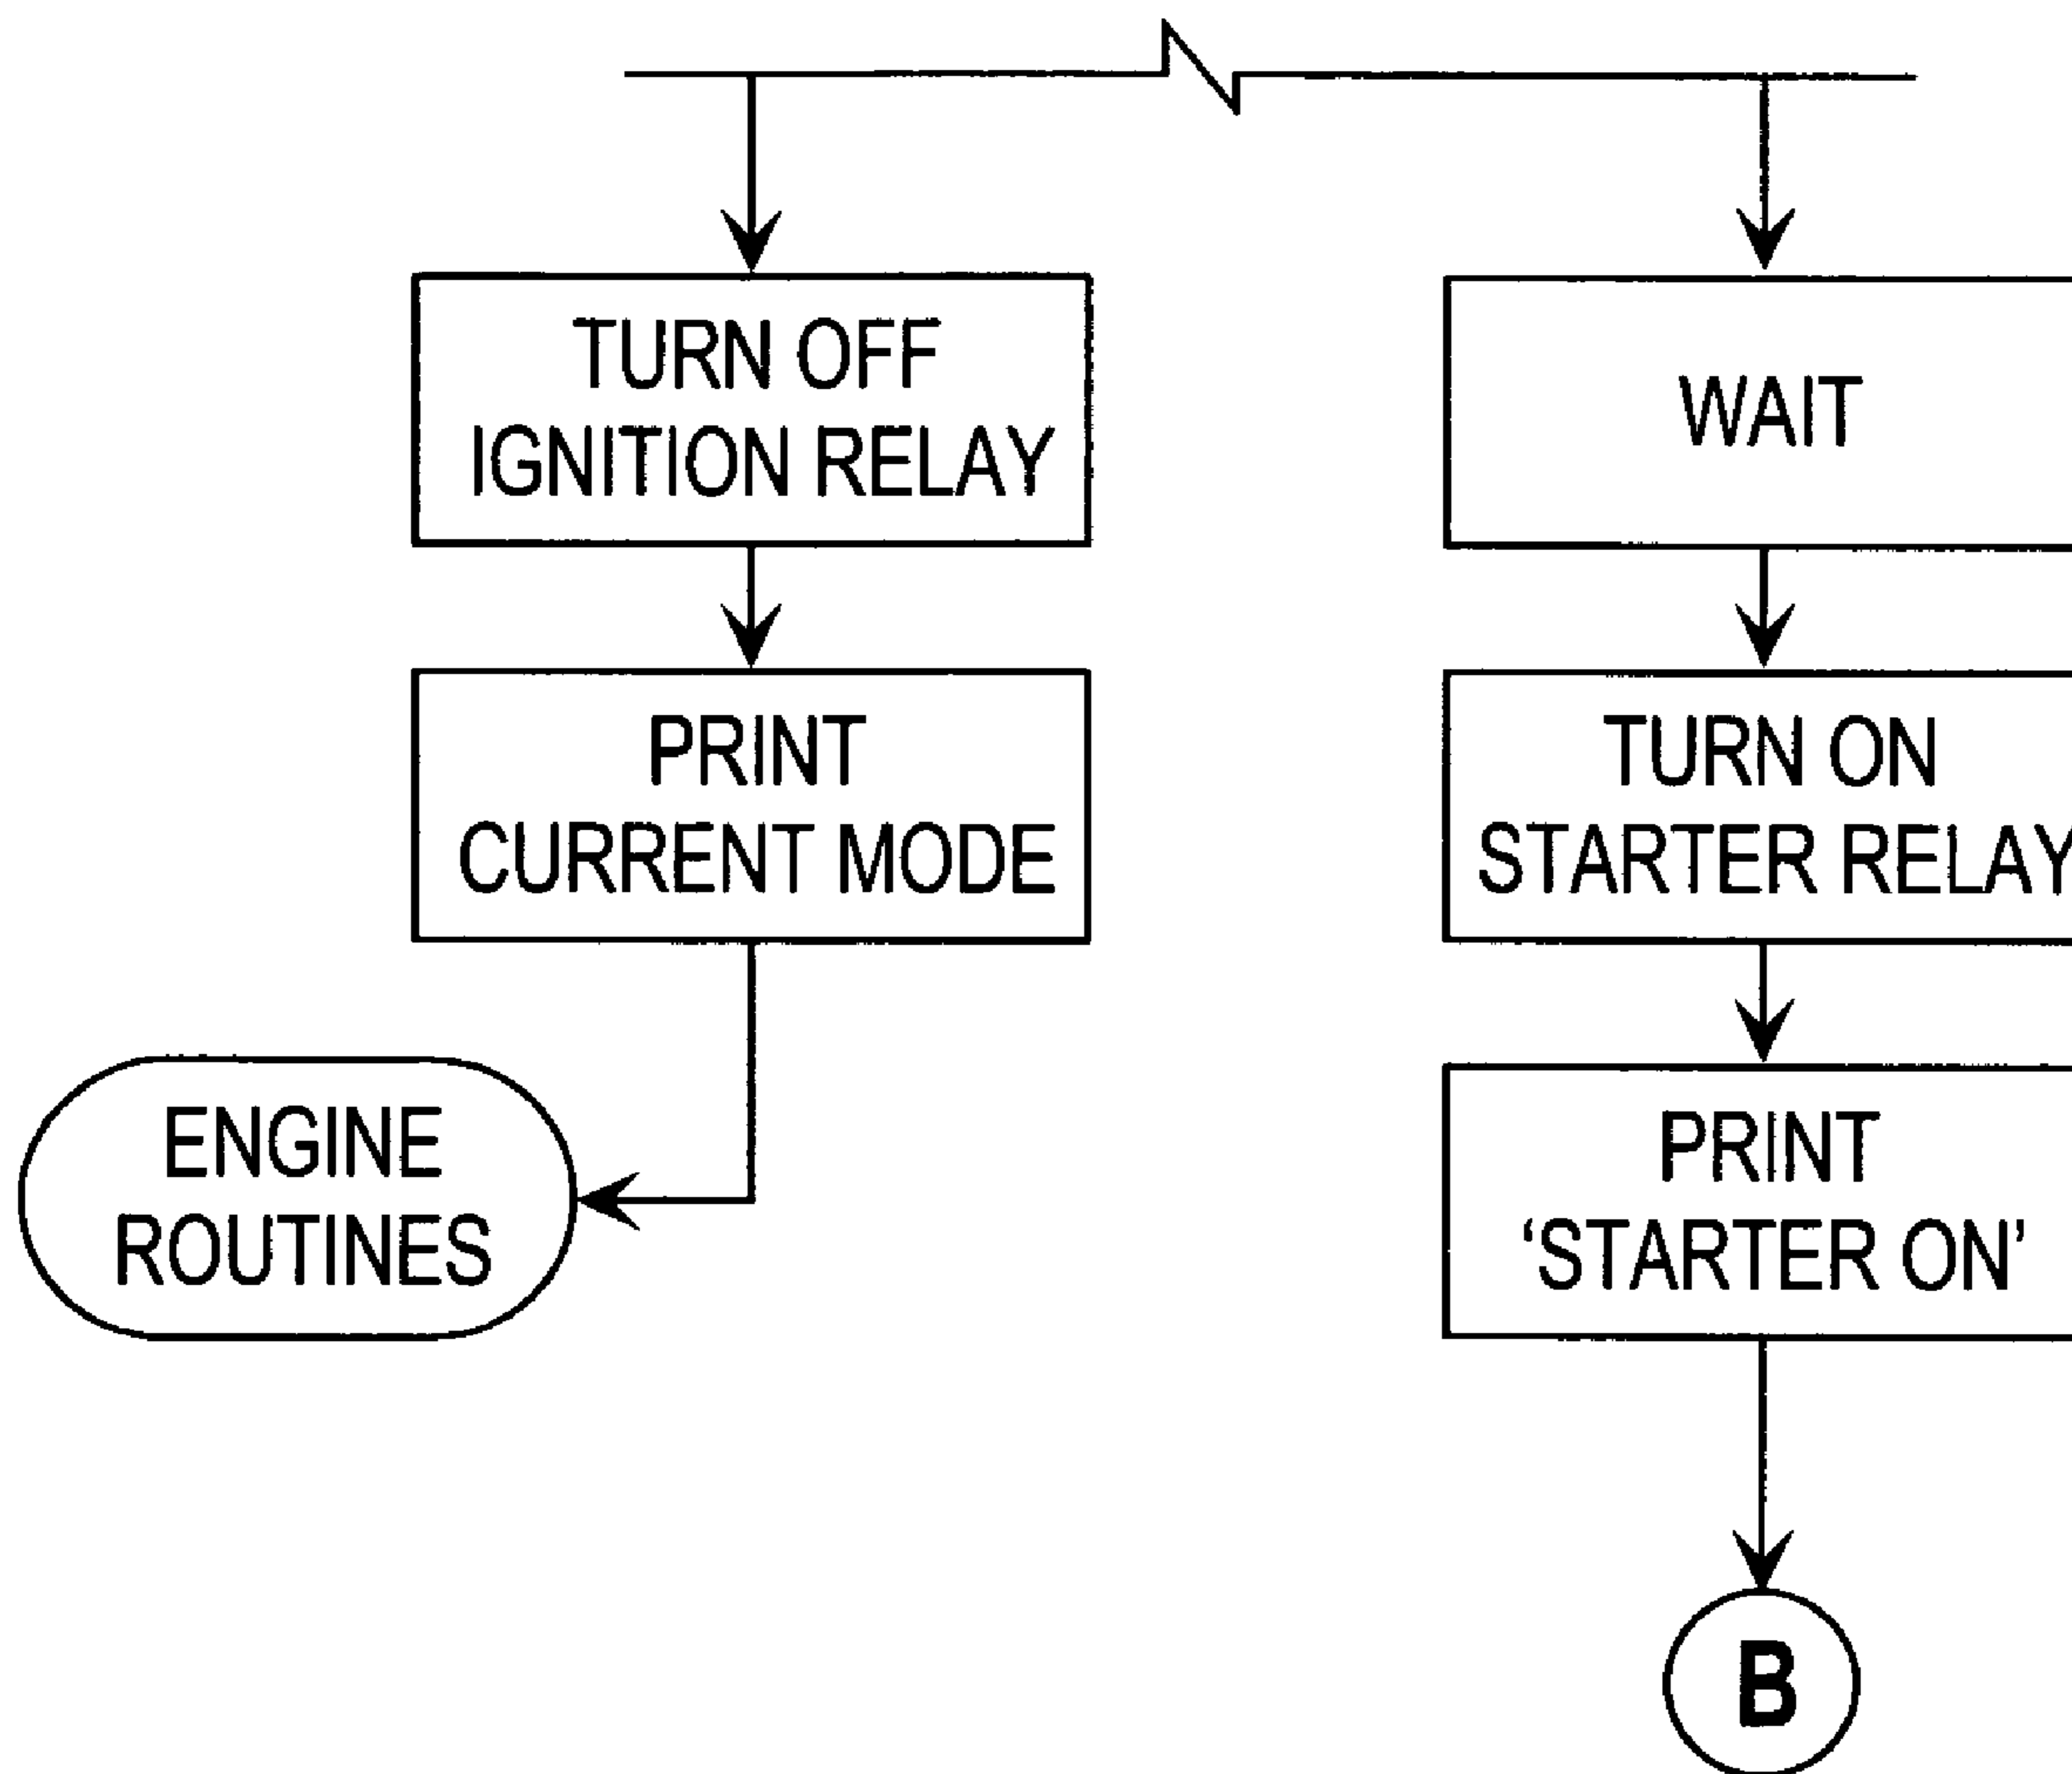 TURN OFF
IGNITION RELAY
PRINT
CURRENT MODE
ENGINE
ROUTINES
WAIT
TURN ON
STARTER RELAY
PRINT
‘STARTER ON’
B